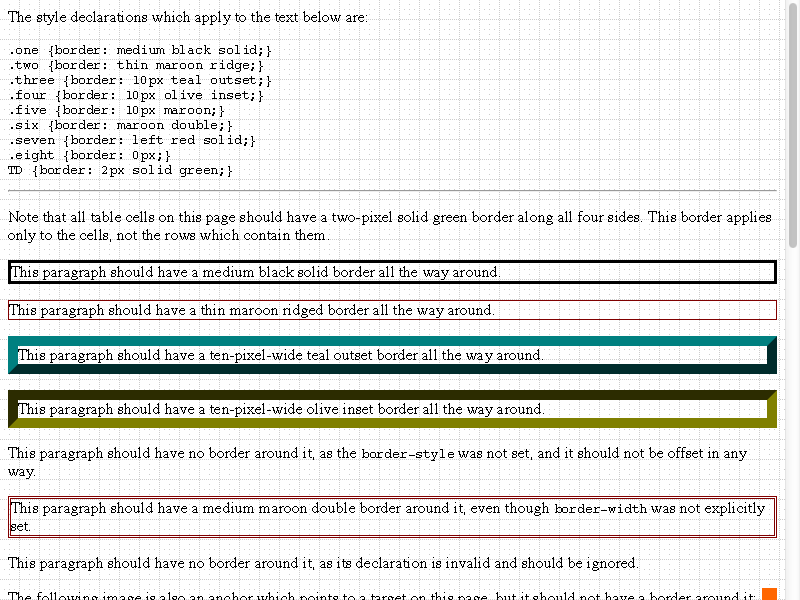 The style declarations which apply to the text below are:
.one {border: medium black solid;}
.two {border: thin maroon ridge;}
.three {border: 10px teal outset;}
.four {border: 10px olive inset;}
.five {border: 10px maroon;}
.six {border: maroon double;}
.seven {border: left red solid;}
.eight {border: 0px;}
TD {border: 2px solid green;}
Note that all table cells on this page should have a two-pixel solid green border along all four sides. This border applies
only to the cells, not the rows which contain them.
This paragraph should have a medium black solid border all the way around.
This paragraph should have a thin maroon ridged border all the way around.
This paragraph should have a ten-pixel-wide teal outset border all the way around.
This paragraph should have a ten-pixel-wide olive inset border all the way around.
This paragraph should have no border around it, as the border-style was not set, and it should not be offset in any
way.
This paragraph should have a medium maroon double border around it, even though border-width was not explicitly
set.
This paragraph should have no border around it, as its declaration is invalid and should be ignored.
The following image is also an anchor which points to a target on this page, but it should not have a border around it: